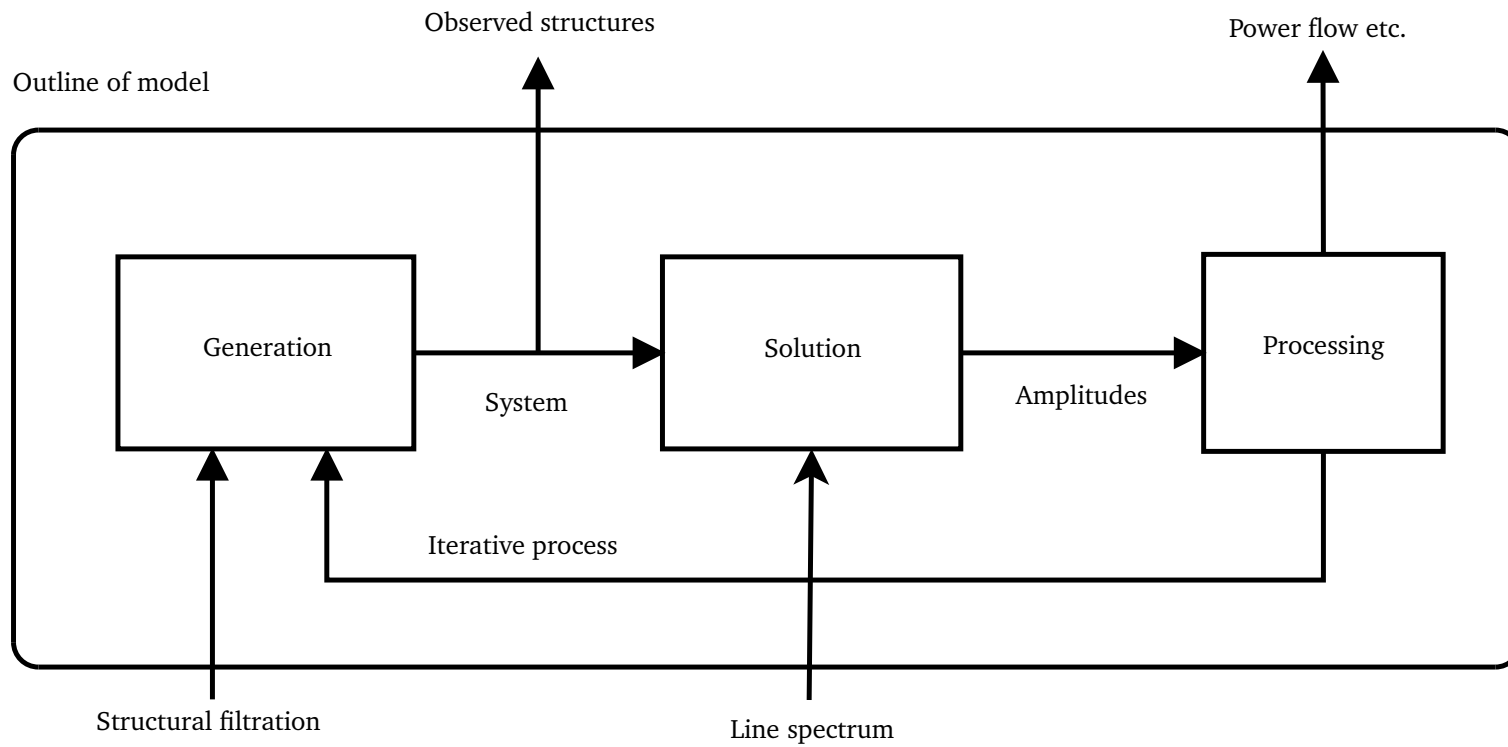 Observed structures
Power flow etc.
Outline of model
Generation
Solution
Processing
System
Amplitudes
Iterative process
Structural filtration
Line spectrum